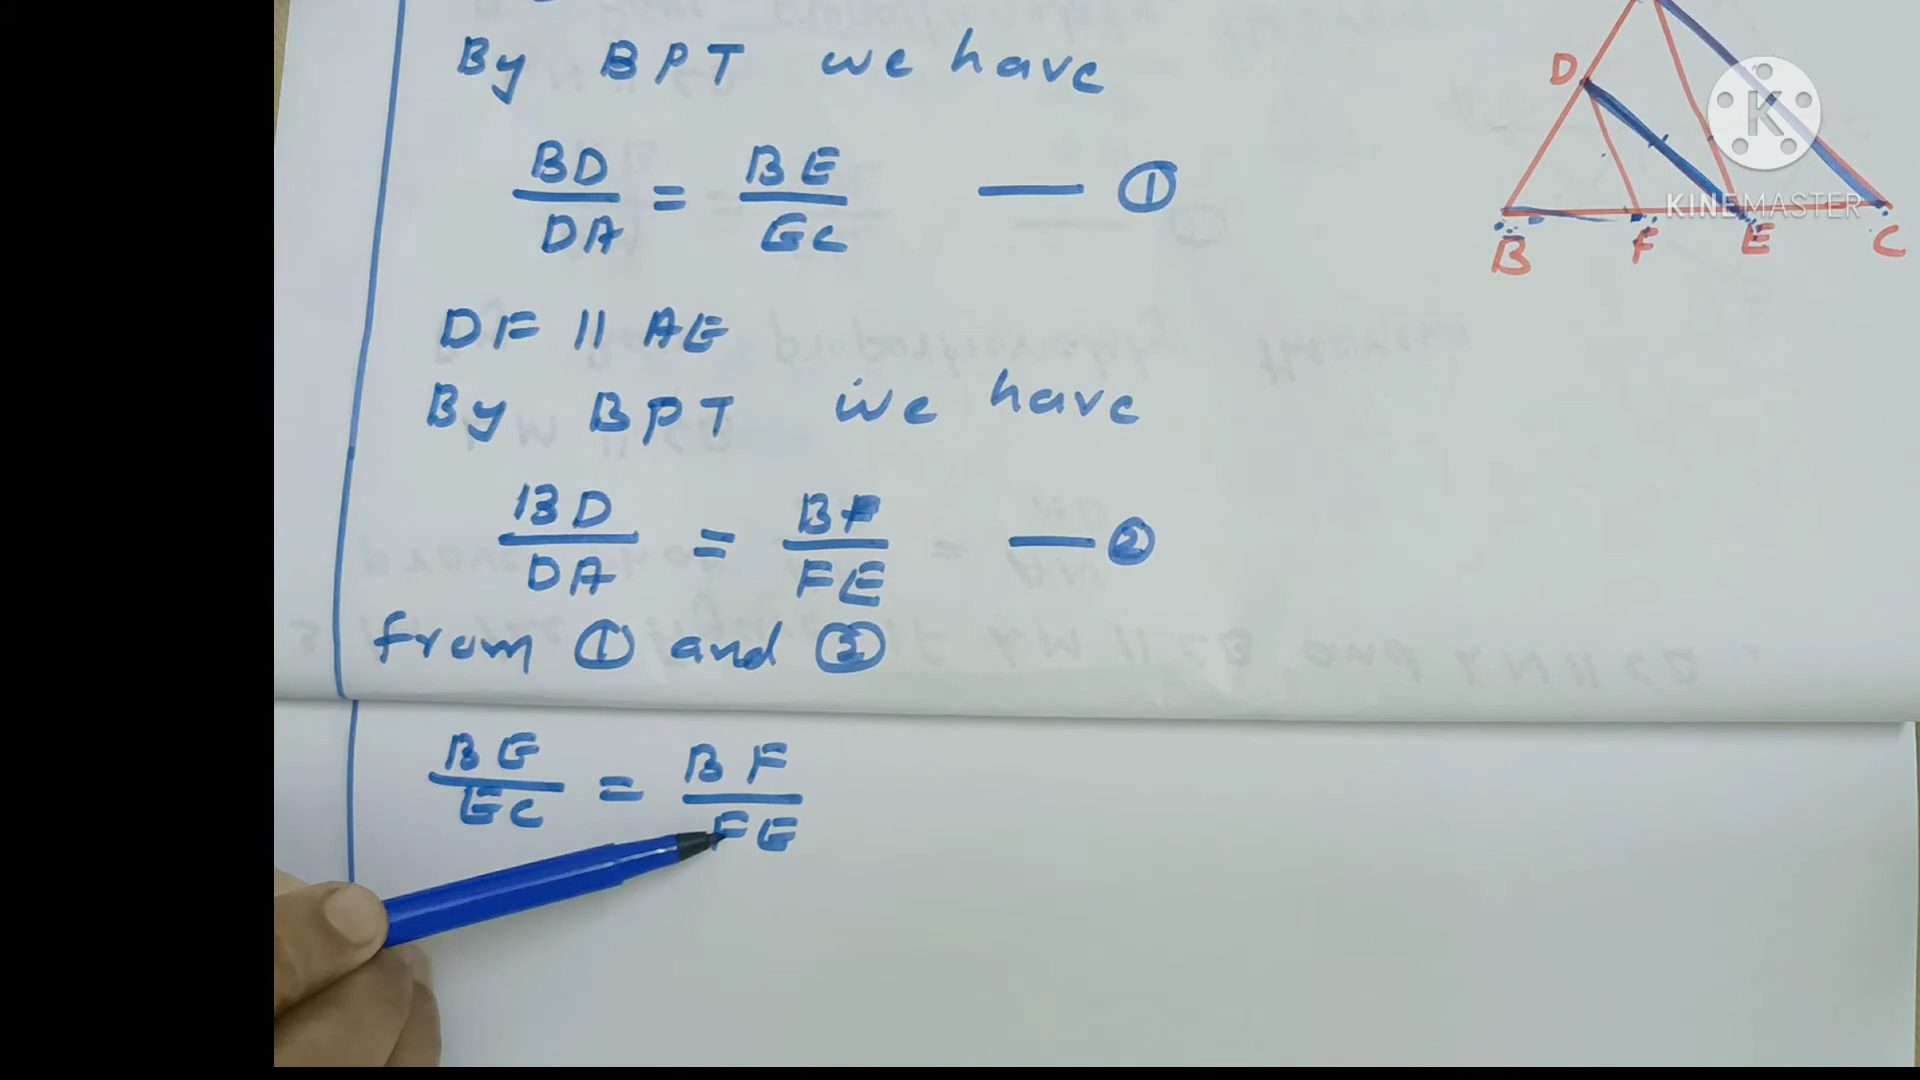 By BPT we have
BD/DA = BE/EC — ①
DF || AE
By BPT we have
BD/DA = BF/FE — ②
from ① and ②
BE/EC = BF/FE
D
B F E C
K
KINEMASTER